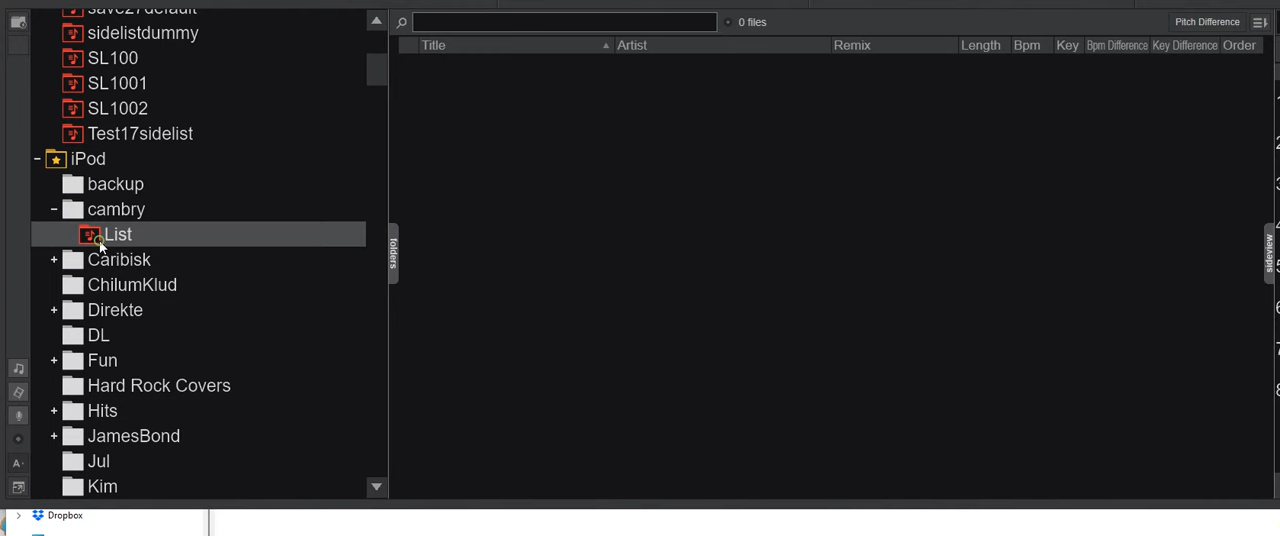 save27default
sidelistdummy
SL100
SL1001
SL1002
Test17sidelist
- iPod
backup
- cambry
List
+ Caribisk
ChilumKlud
+ Direkte
DL
+ Fun
Hard Rock Covers
+ Hits
+ JamesBond
Jul
Kim
A
folders
0 files
Pitch Difference
Title Artist Remix Length Bpm Key Bpm Difference Key Difference Order
sideview
Dropbox